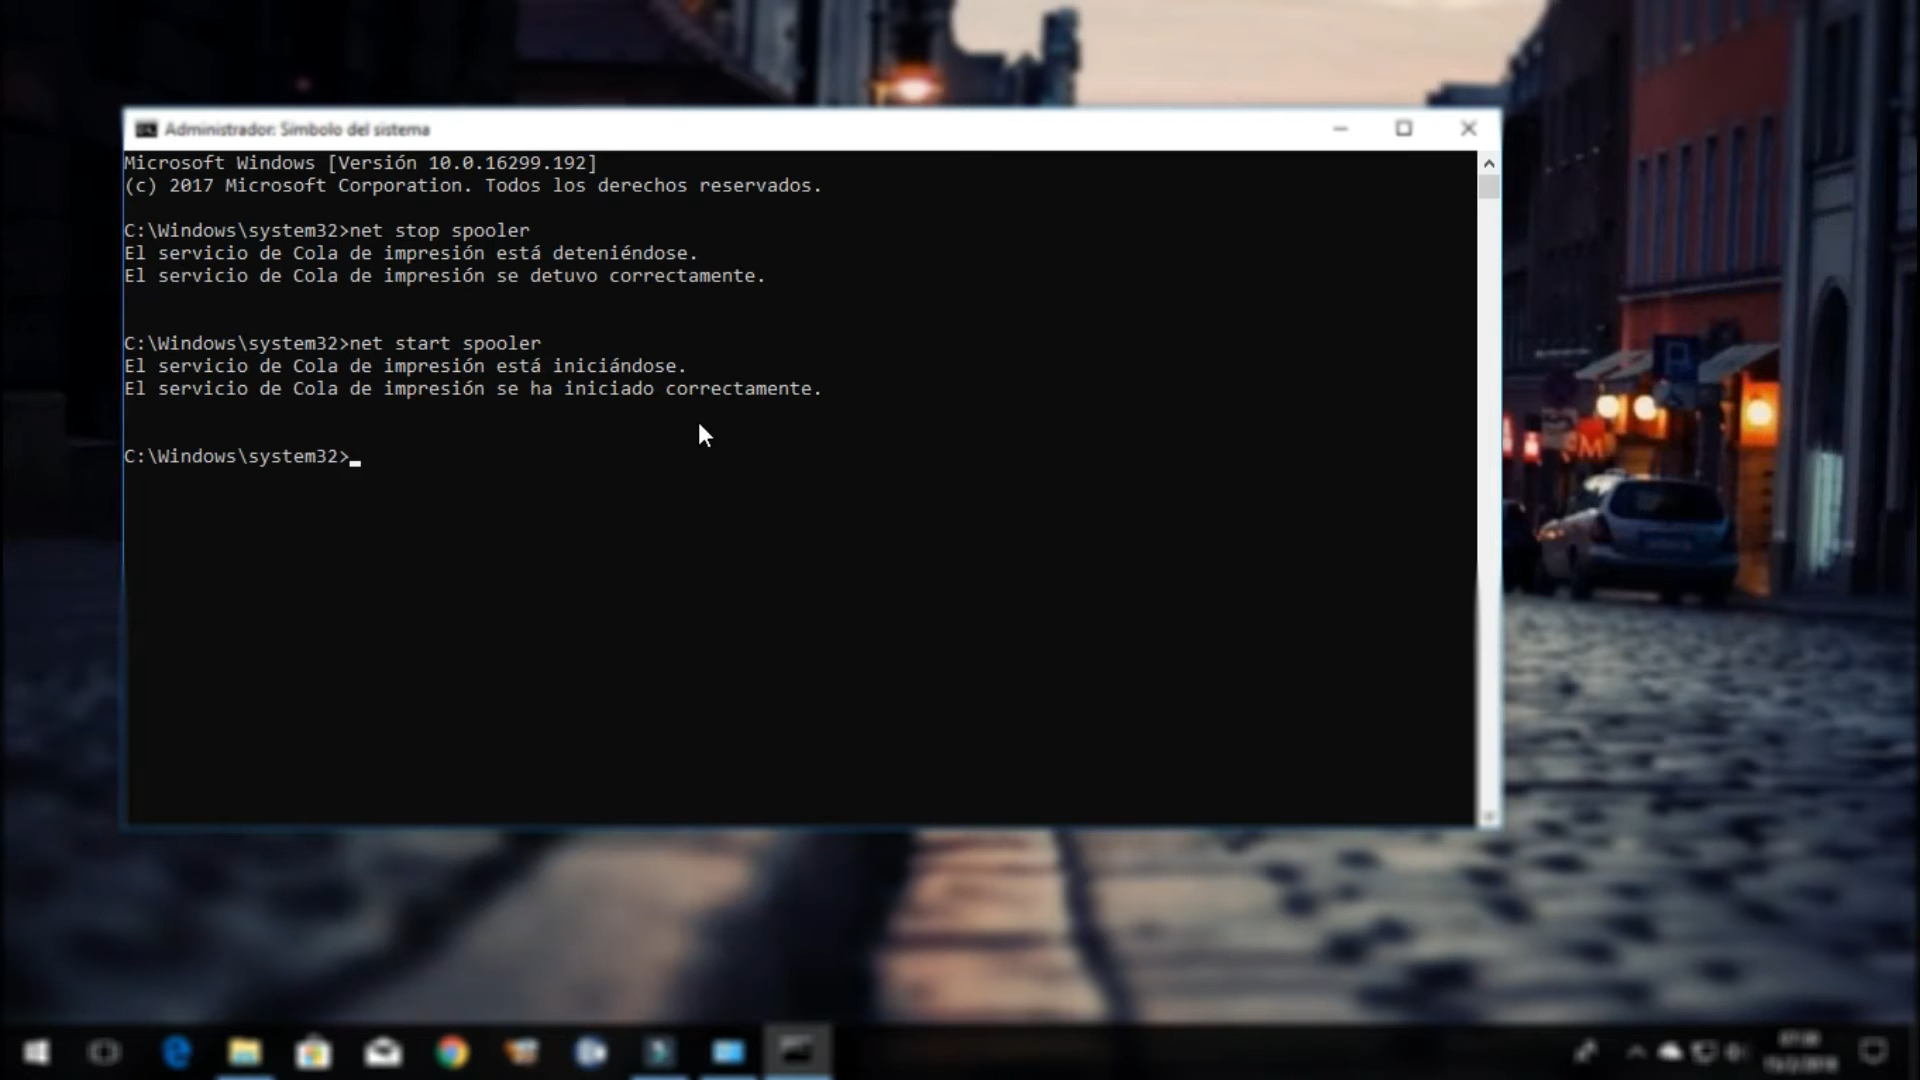 Administrador: Símbolo del sistema
Microsoft Windows [Versión 10.0.16299.192]
(c) 2017 Microsoft Corporation. Todos los derechos reservados.
C:\Windows\system32>net stop spooler
El servicio de Cola de impresión está deteniéndose.
El servicio de Cola de impresión se detuvo correctamente.
C:\Windows\system32>net start spooler
El servicio de Cola de impresión está iniciándose.
El servicio de Cola de impresión se ha iniciado correctamente.
C:\Windows\system32>